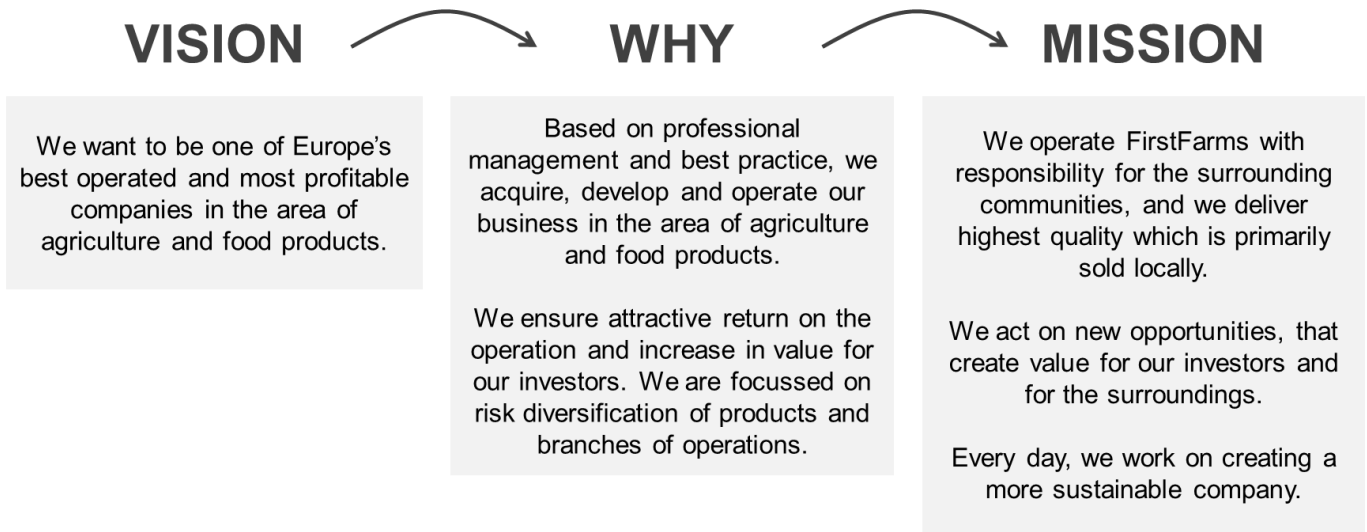 VISION
We want to be one of Europe's
best operated and most profitable
companies in the area of
agriculture and food products.
WHY
Based on professional
management and best practice, we
acquire, develop and operate our
business in the area of agriculture
and food products.
We ensure attractive return on the
operation and increase in value for
our investors. We are focussed on
risk diversification of products and
branches of operations.
MISSION
We operate FirstFarms with
responsibility for the surrounding
communities, and we deliver
highest quality which is primarily
sold locally.
We act on new opportunities, that
create value for our investors and
for the surroundings.
Every day, we work on creating a
more sustainable company.